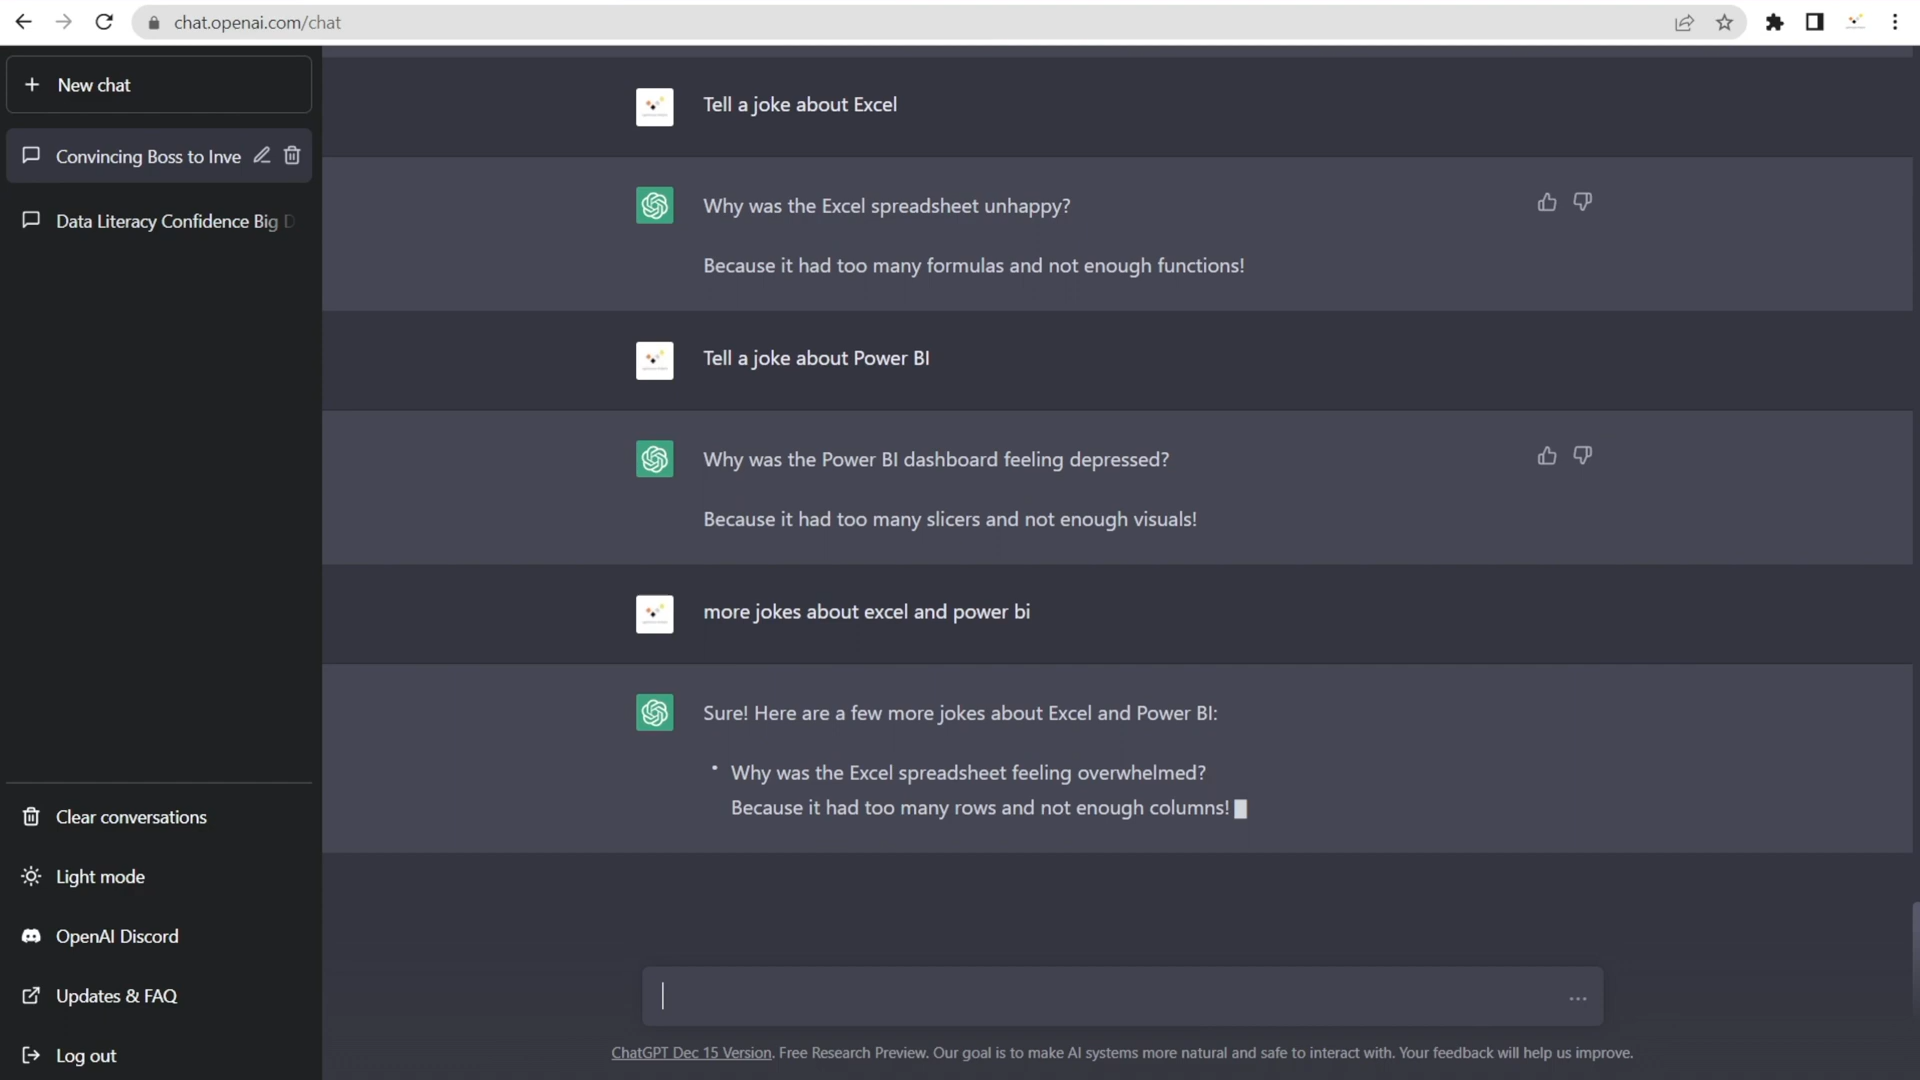 chat.openai.com/chat
New chat
Convincing Boss to Inve
Data Literacy Confidence Big D
Tell a joke about Excel
Why was the Excel spreadsheet unhappy?
Because it had too many formulas and not enough functions!
Tell a joke about Power BI
Why was the Power BI dashboard feeling depressed?
Because it had too many slicers and not enough visuals!
more jokes about excel and power bi
Sure! Here are a few more jokes about Excel and Power BI:
• Why was the Excel spreadsheet feeling overwhelmed?
Because it had too many rows and not enough columns!
Clear conversations
Light mode
OpenAI Discord
Updates & FAQ
Log out
ChatGPT Dec 15 Version. Free Research Preview. Our goal is to make AI systems more natural and safe to interact with. Your feedback will help us improve.